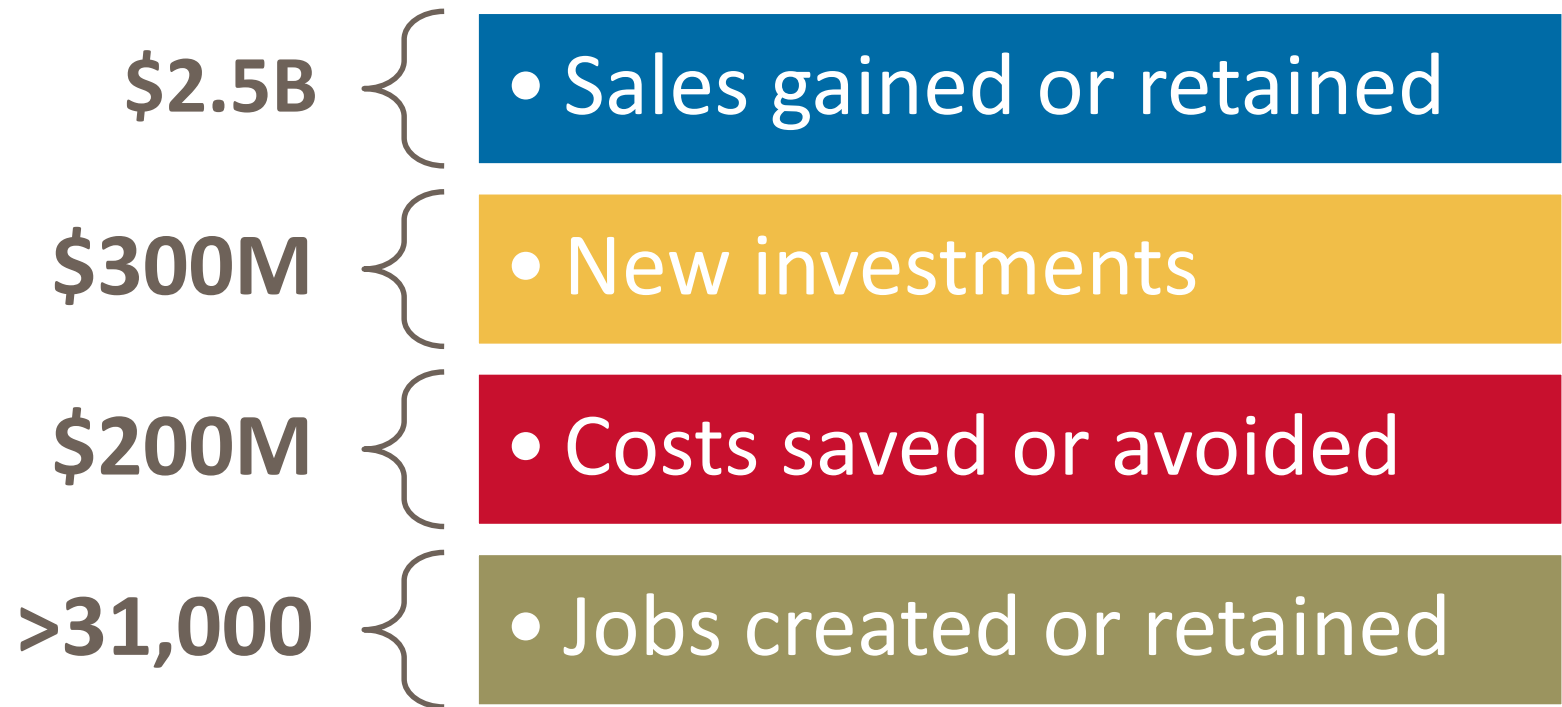 $2.5B • Sales gained or retained
$300M • New investments
$200M • Costs saved or avoided
>31,000 • Jobs created or retained